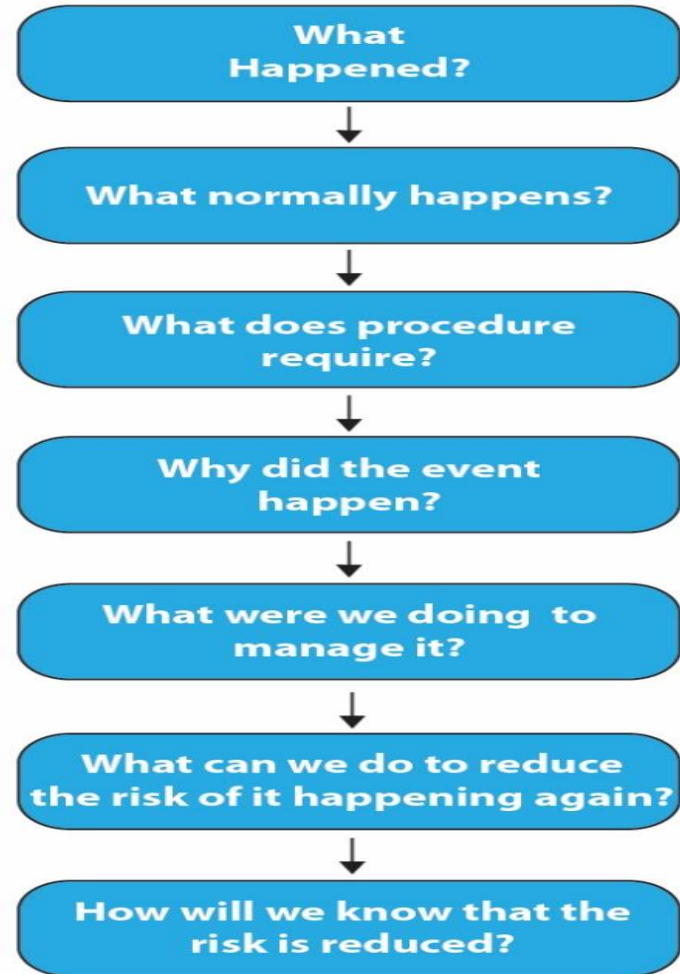 What
Happened?
What normally happens?
What does procedure
require?
Why did the event
happen?
What were we doing to
manage it?
What can we do to reduce
the risk of it happening again?
How will we know that the
risk is reduced?